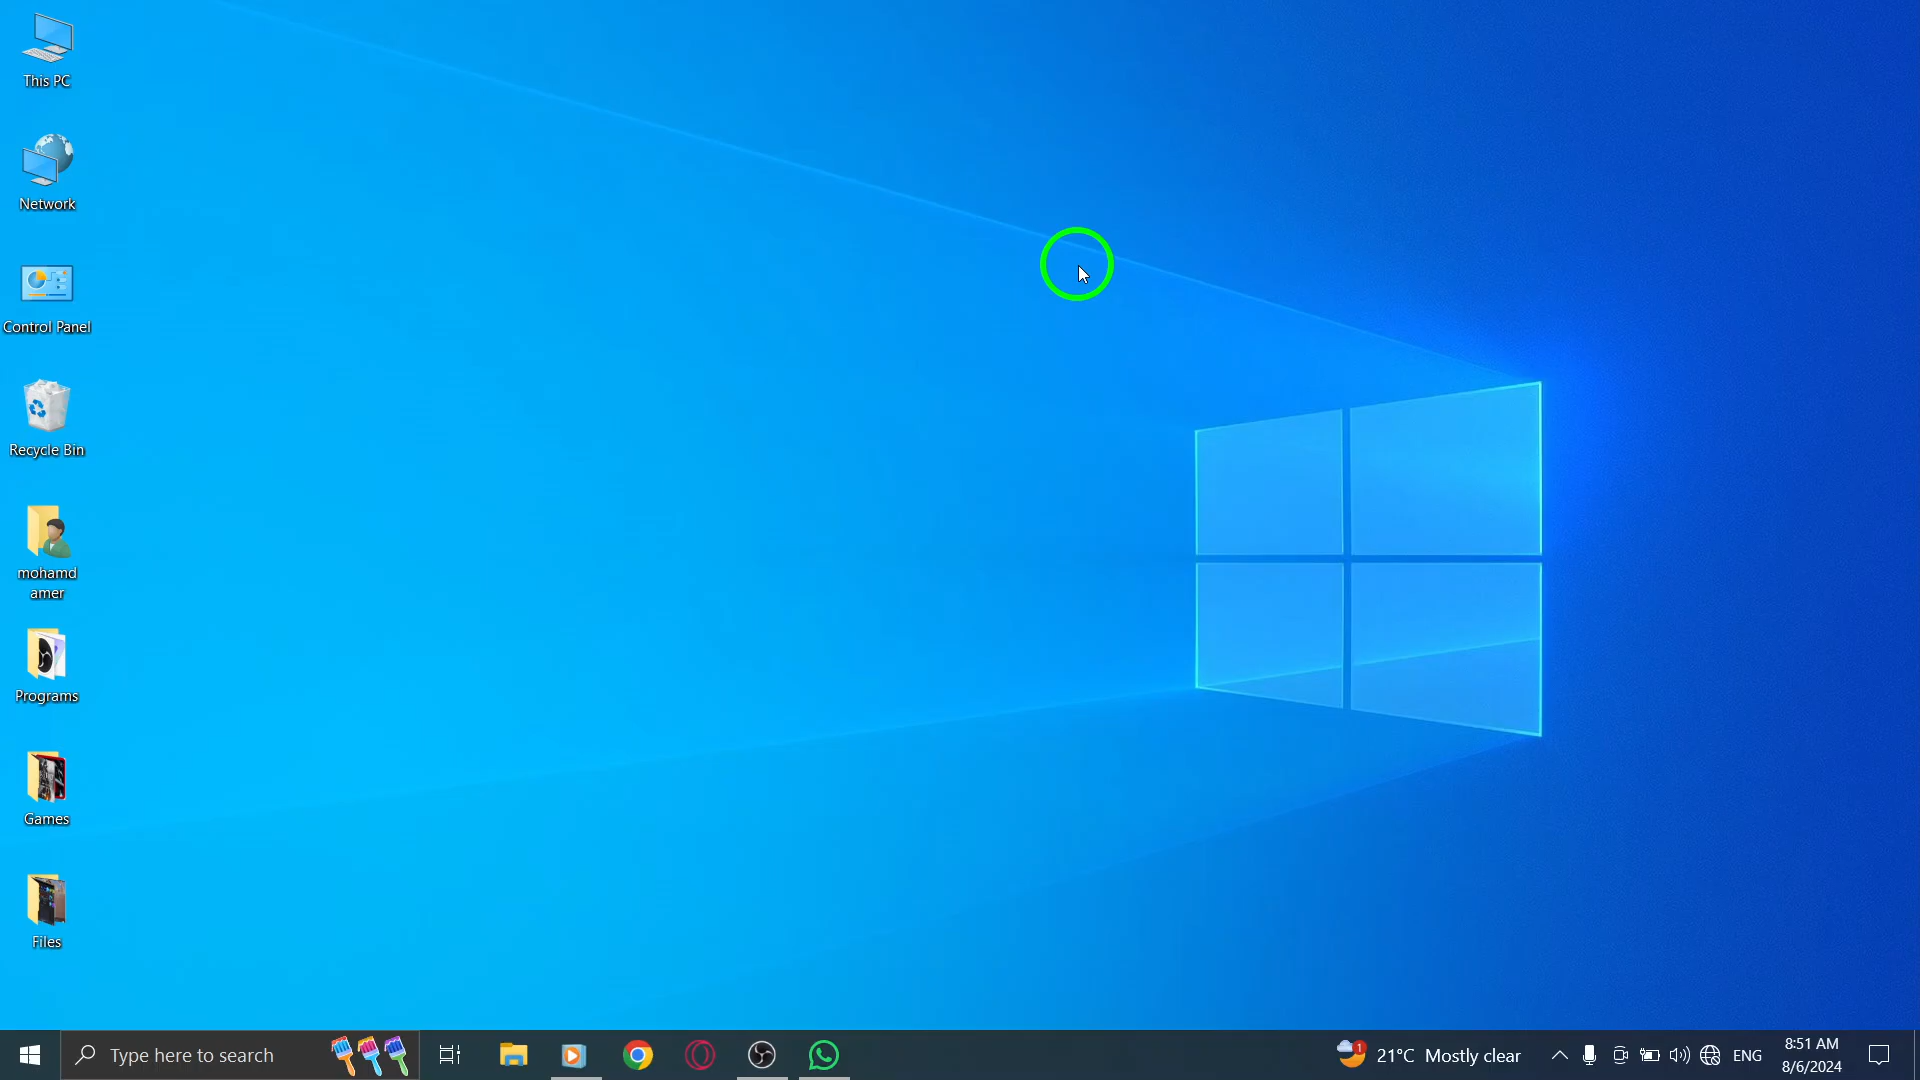 This PC
Network
Control Panel
Recycle Bin
mohamd
amer
Programs
Games
Files
Type here to search
1
21°C Mostly clear
ENG
8:51 AM
8/6/2024